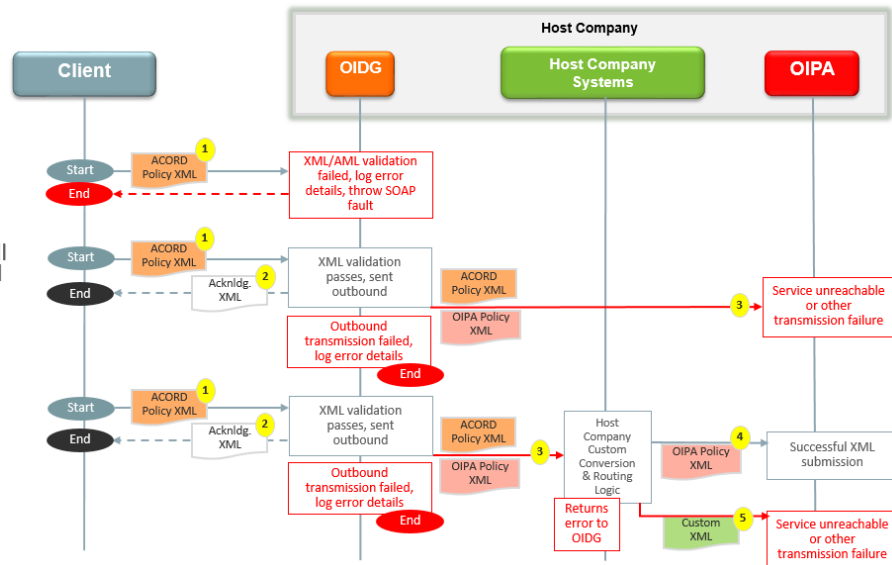 Host Company
Client
OIDG
Host Company
Systems
OIPA
Start
ACORD
Policy XML
1
XML/AML validation
failed, log error
details, throw SOAP
fault
End
Start
ACORD
Policy XML
1
XML validation
passes, sent
outbound
End
Acknldg.
XML
2
ACORD
Policy XML
OIPA Policy
XML
3
Service unreachable
or other
transmission failure
Outbound
transmission failed,
log error details
End
Start
ACORD
Policy XML
1
XML validation
passes, sent
outbound
End
Acknldg.
XML
2
ACORD
Policy XML
OIPA Policy
XML
3
Host
Company
Custom
Conversion
& Routing
Logic
4
OIPA Policy
XML
Successful XML
submission
Outbound
transmission failed,
log error details
End
Returns
error to
OIDG
Custom
XML
5
Service unreachable
or other
transmission failure